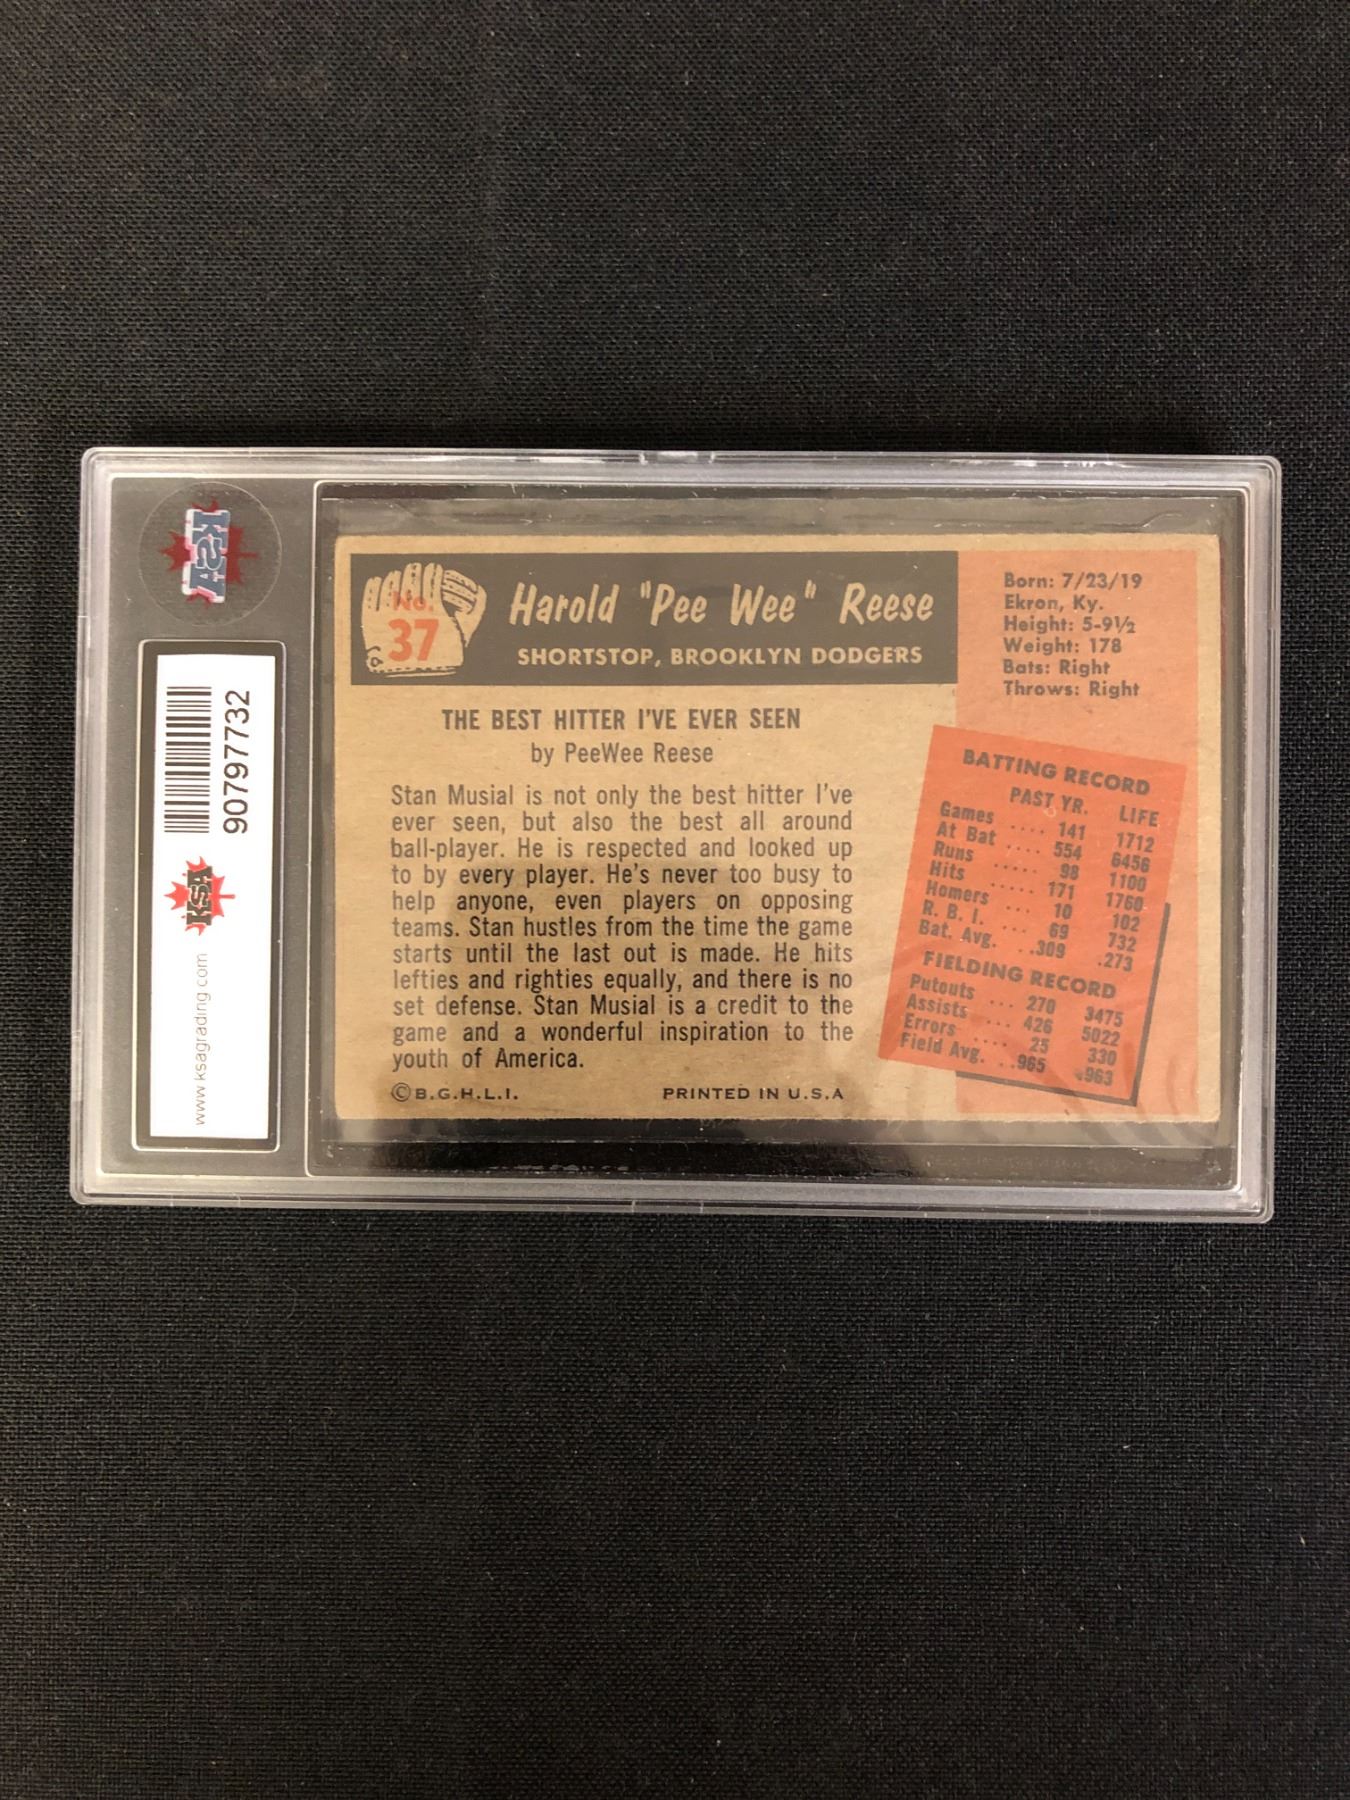 No.
37
Harold "Pee Wee" Reese
SHORTSTOP, BROOKLYN DODGERS
Born: 7/23/19
Ekron, Ky.
Height: 5-9½
Weight: 178
Bats: Right
Throws: Right
THE BEST HITTER I'VE EVER SEEN
by PeeWee Reese
Stan Musial is not only the best hitter I've
ever seen, but also the best all around
ball-player. He is respected and looked up
to by every player. He's never too busy to
help anyone, even players on opposing
teams. Stan hustles from the time the game
starts until the last out is made. He hits
lefties and righties equally, and there is no
set defense. Stan Musial is a credit to the
game and a wonderful inspiration to the
youth of America.
© B.G.H.L.I. PRINTED IN U.S.A
BATTING RECORD
PAST YR. LIFE
Games .... 141 1712
At Bat .... 554 6456
Runs ..... 98 1100
Hits ..... 171 1760
Homers ... 10 102
R. B. I. .. 69 732
Bat. Avg. .309 .273
FIELDING RECORD
Putouts ... 270 3475
Assists ... 426 5022
Errors .... 25 330
Field Avg. .965 .963
KSA
90797732
KSA
www.ksagrading.com